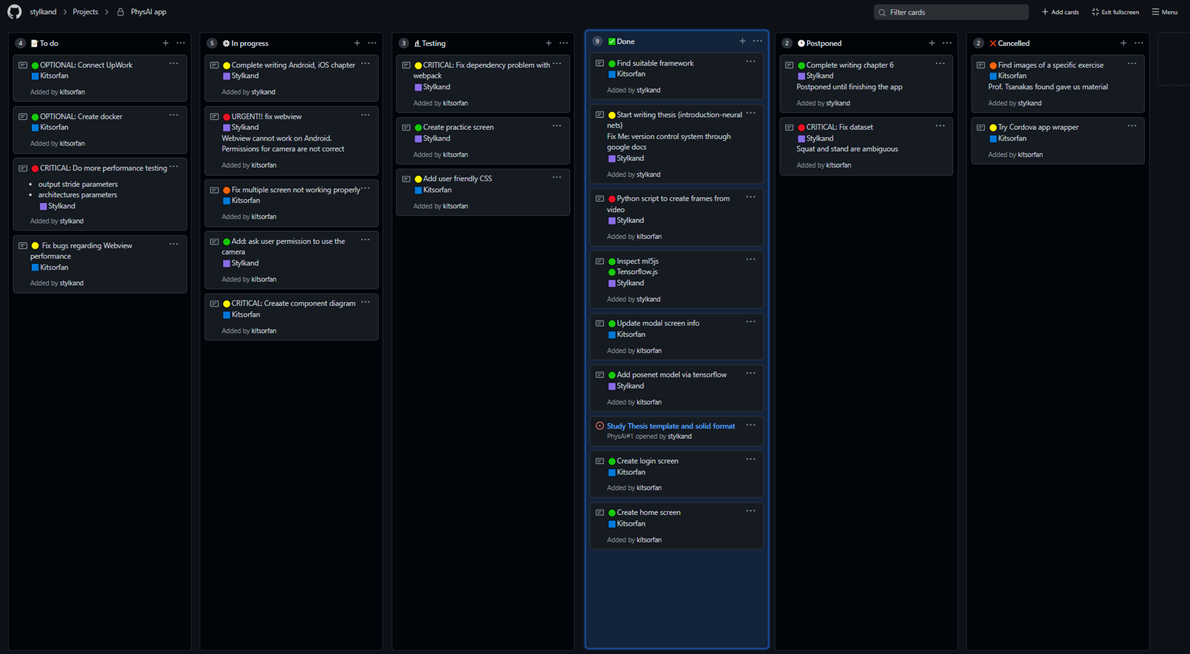 stylkand > Projects > PhysAI app
Filter cards
Add cards
Exit fullscreen
Menu
4 To do
OPTIONAL: Connect UpWork
Kitsorfan
Added by kitsorfan
OPTIONAL: Create docker
Kitsorfan
Added by kitsorfan
CRITICAL: Do more performance testing
output stride parameters
architectures parameters
Stylkand
Added by stylkand
Fix bugs regarding Webview
performance
Kitsorfan
Added by stylkand
5 In progress
Complete writing Android, iOS chapter
Stylkand
Added by stylkand
URGENT!! fix webview
Stylkand
Webview cannot work on Android.
Permissions for camera are not correct
Added by kitsorfan
Fix multiple screen not working properly
Kitsorfan
Added by kitsorfan
Add: ask user permission to use the
camera
Stylkand
Added by kitsorfan
CRITICAL: Creaate component diagram
Kitsorfan
Added by kitsorfan
3 Testing
CRITICAL: Fix dependency problem with
webpack
Stylkand
Added by kitsorfan
Create practice screen
Stylkand
Added by kitsorfan
Add user friendly CSS
Kitsorfan
Added by kitsorfan
9 Done
Find suitable framework
Kitsorfan
Added by stylkand
Start writing thesis (introduction-neural
nets)
Fix Me: version control system through
google docs
Stylkand
Added by stylkand
Python script to create frames from
video
Stylkand
Added by kitsorfan
Inspect ml5js
Tensorflow.js
Stylkand
Added by stylkand
Update modal screen info
Kitsorfan
Added by kitsorfan
Add posenet model via tensorflow
Stylkand
Added by kitsorfan
Study Thesis template and solid format
PhysAI#1 opened by stylkand
Create login screen
Kitsorfan
Added by kitsorfan
Create home screen
Kitsorfan
Added by kitsorfan
2 Postponed
Complete writing chapter 6
Stylkand
Postponed until finishing the app
Added by stylkand
CRITICAL: Fix dataset
Stylkand
Squat and stand are ambiguous
Added by kitsorfan
2 Cancelled
Find images of a specific exercise
Kitsorfan
Prof. Tsanakas found gave us material
Added by stylkand
Try Cordova app wrapper
Kitsorfan
Added by kitsorfan